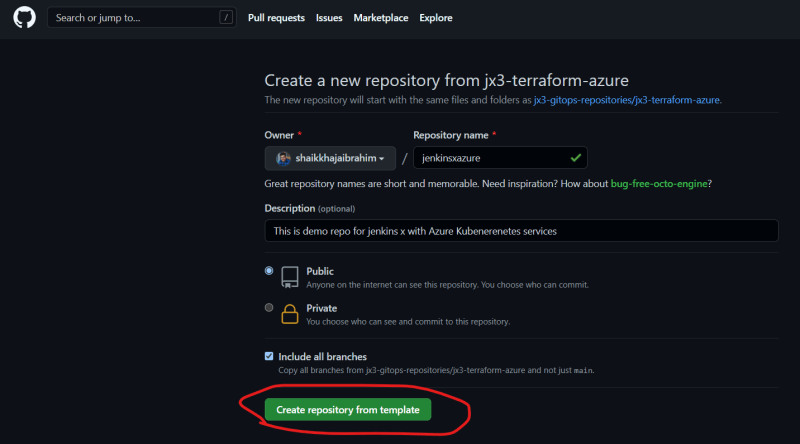 Search or jump to... / Pull requests Issues Marketplace Explore
Create a new repository from jx3-terraform-azure
The new repository will start with the same files and folders as jx3-gitops-repositories/jx3-terraform-azure.
Owner * Repository name *
shaikkhajaibrahim / jenkinsxazure
Great repository names are short and memorable. Need inspiration? How about bug-free-octo-engine?
Description (optional)
This is demo repo for jenkins x with Azure Kubenerenetes services
Public
Anyone on the internet can see this repository. You choose who can commit.
Private
You choose who can see and commit to this repository.
Include all branches
Copy all branches from jx3-gitops-repositories/jx3-terraform-azure and not just main.
Create repository from template